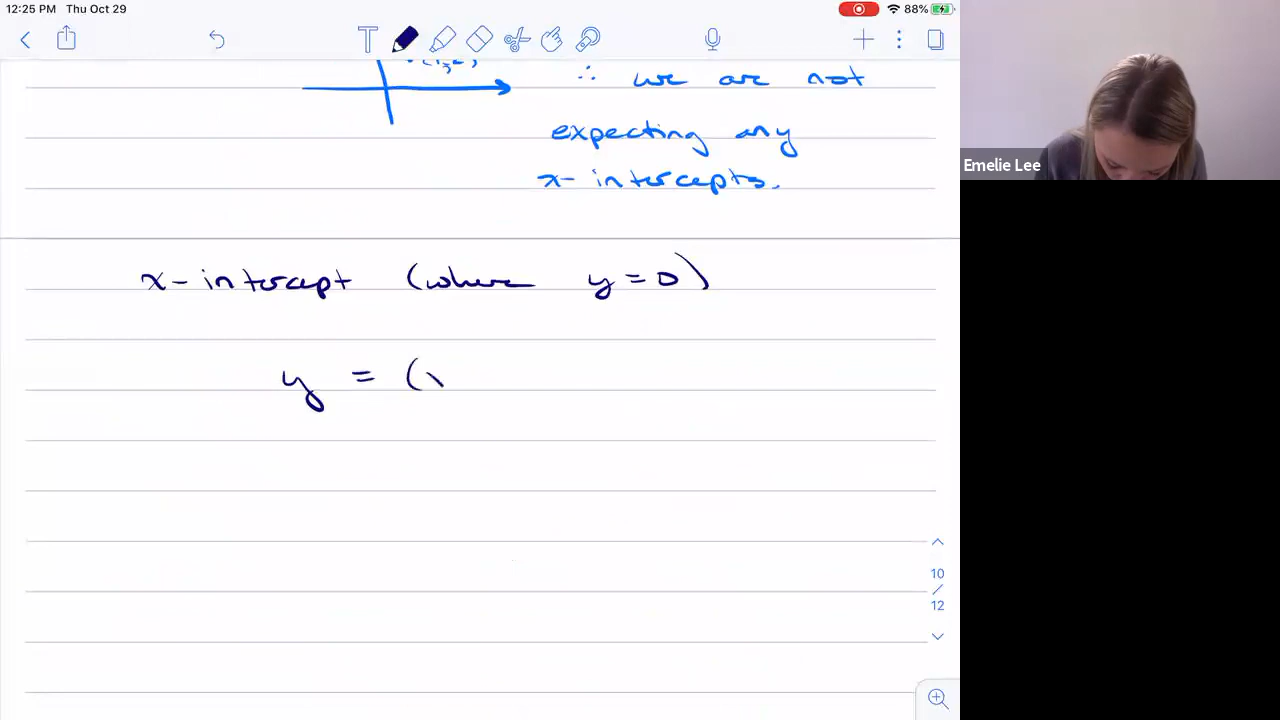 12:25 PM Thu Oct 29
88%
∴ we are not
expecting any
x-intercepts.
Emelie Lee
x-intercept (where y=0)
y = (
10
/
12